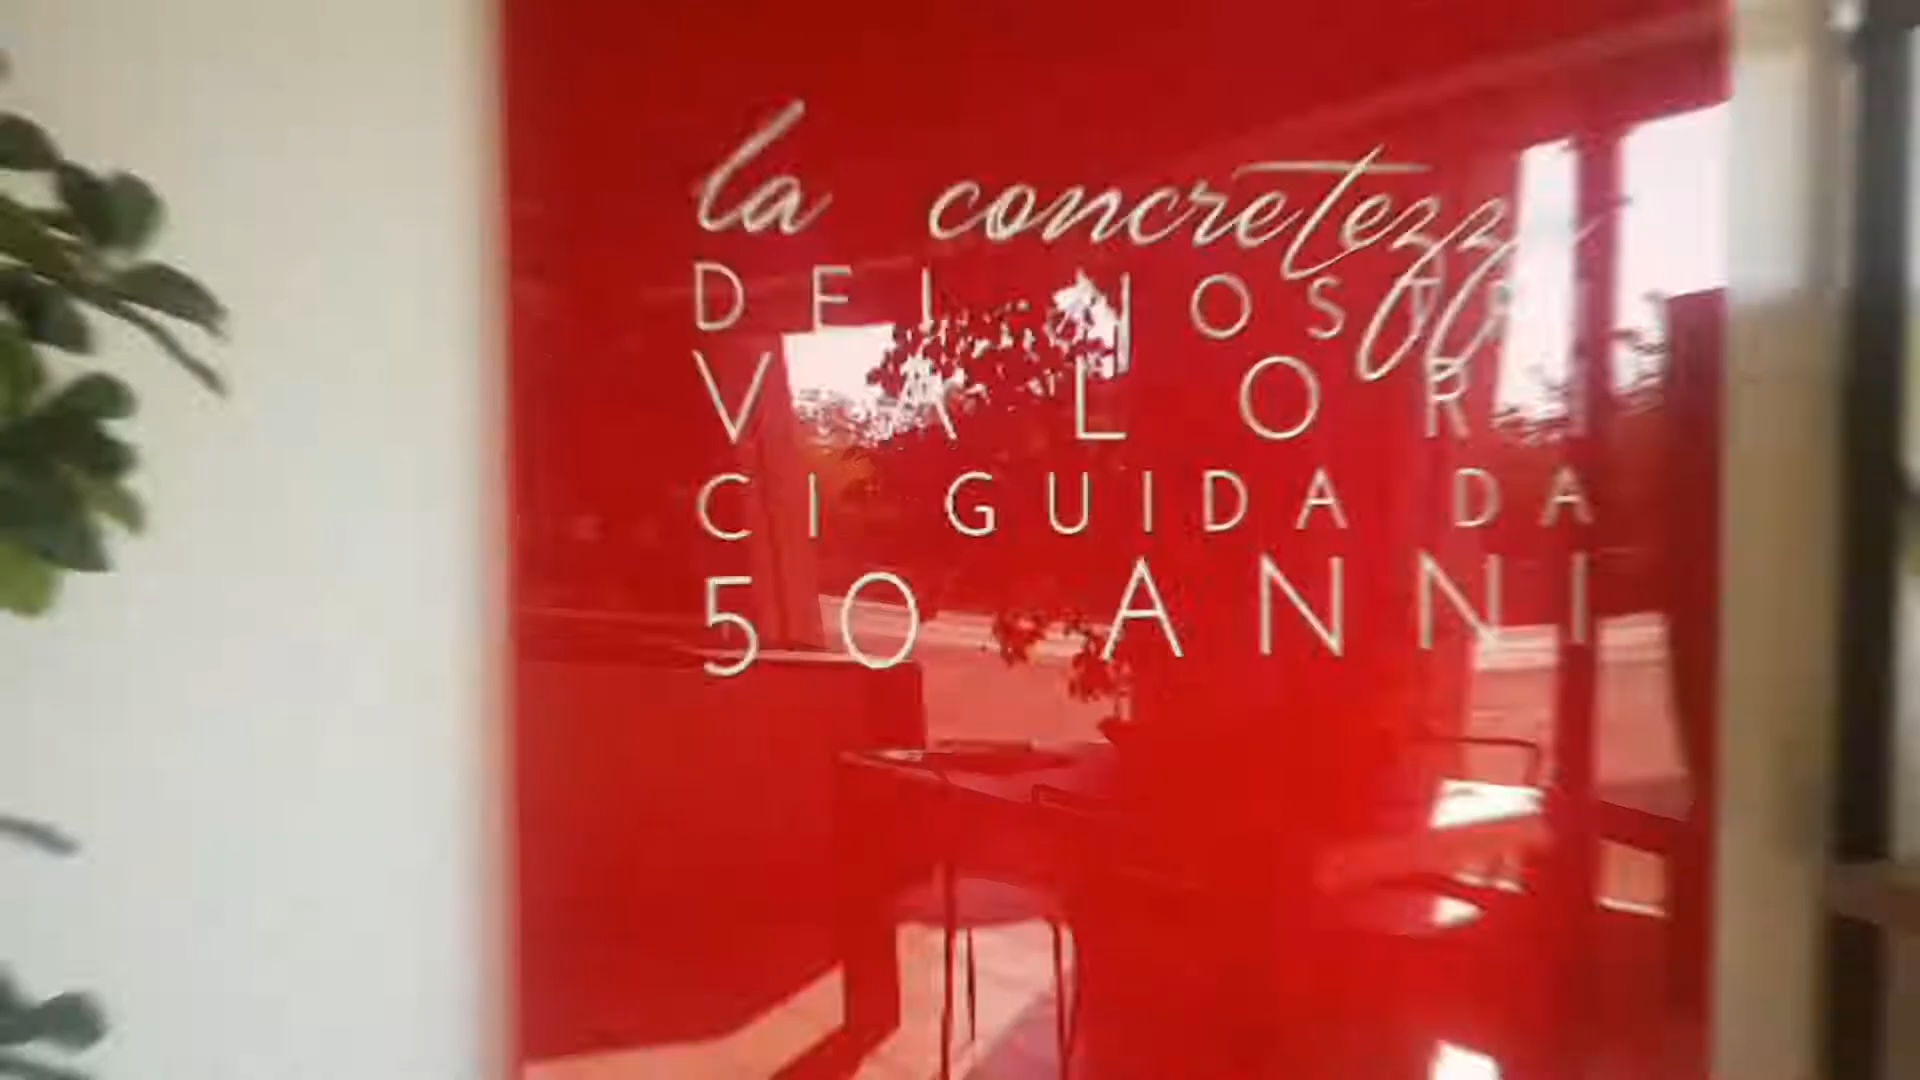 la concretezza
DEI NOSTRI
VALORI
CI GUIDA DA
50 ANNI